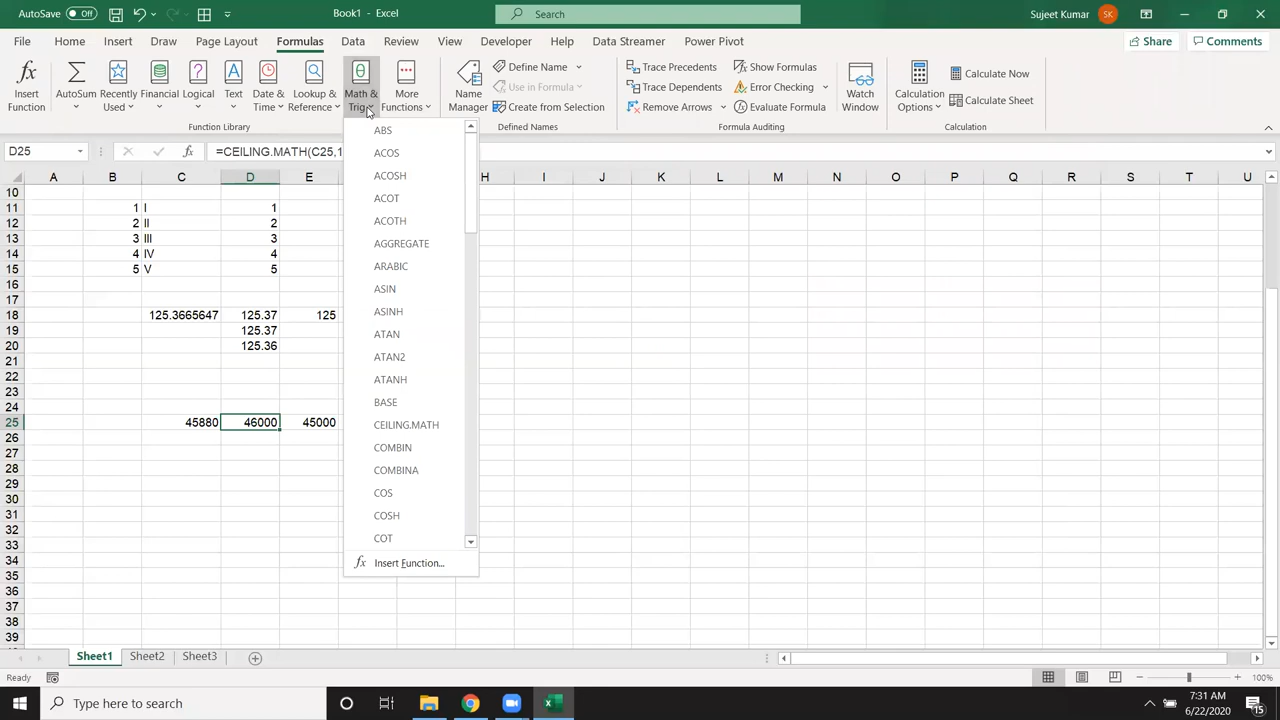 AutoSave Off Book1 - Excel Search Sujeet Kumar SK
File Home Insert Draw Page Layout Formulas Data Review View Developer Help Data Streamer Power Pivot Share Comments
Insert Function
AutoSum
Recently Used
Financial
Logical
Text
Date & Time
Lookup & Reference
Math & Trig
More Functions
Function Library
Name Manager
Define Name
Use in Formula
Create from Selection
Defined Names
Trace Precedents
Trace Dependents
Remove Arrows
Show Formulas
Error Checking
Evaluate Formula
Formula Auditing
Watch Window
Calculation Options
Calculate Now
Calculate Sheet
Calculation
D25 fx =CEILING.MATH(C25,1
A B C D E H I J K L M N O P Q R S T U
10
11 1 I 1
12 2 II 2
13 3 III 3
14 4 IV 4
15 5 V 5
16
17
18 125.3665647 125.37 125
19 125.37
20 125.36
21
22
23
24
25 45880 46000 45000
26
27
28
29
30
31
32
33
34
35
36
37
38
39
ABS
ACOS
ACOSH
ACOT
ACOTH
AGGREGATE
ARABIC
ASIN
ASINH
ATAN
ATAN2
ATANH
BASE
CEILING.MATH
COMBIN
COMBINA
COS
COSH
COT
fx Insert Function...
Sheet1 Sheet2 Sheet3
Ready 100%
Type here to search
7:31 AM
6/22/2020
15